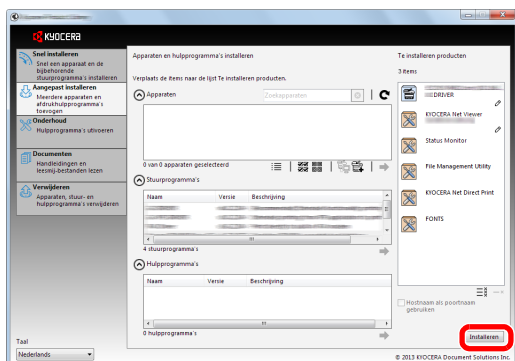 KYOCERA
Snel installeren
Snel een apparaat en de
bijbehorende
stuurprogramma's installeren
Aangepast installeren
Meerdere apparaten en
afdrukhulpprogramma's
toevoegen
Onderhoud
Hulpprogramma's uitvoeren
Documenten
Handleidingen en
leesmij-bestanden lezen
Verwijderen
Apparaten, stuur- en
hulpprogramma's verwijderen
Taal
Nederlands
Apparaten en hulpprogramma's installeren
Verplaats de items naar de lijst Te installeren producten.
Apparaten
Zoekapparaten
0 van 0 apparaten geselecteerd
Stuurprogramma's
Naam Versie Beschrijving
4 stuurprogramma's
Hulpprogramma's
Naam Versie Beschrijving
0 hulpprogramma's
Te installeren producten
3 items
DRIVER
KYOCERA Net Viewer
Status Monitor
File Management Utility
KYOCERA Net Direct Print
FONTS
Hostnaam als poortnaam
gebruiken
Installeren
© 2013 KYOCERA Document Solutions Inc.